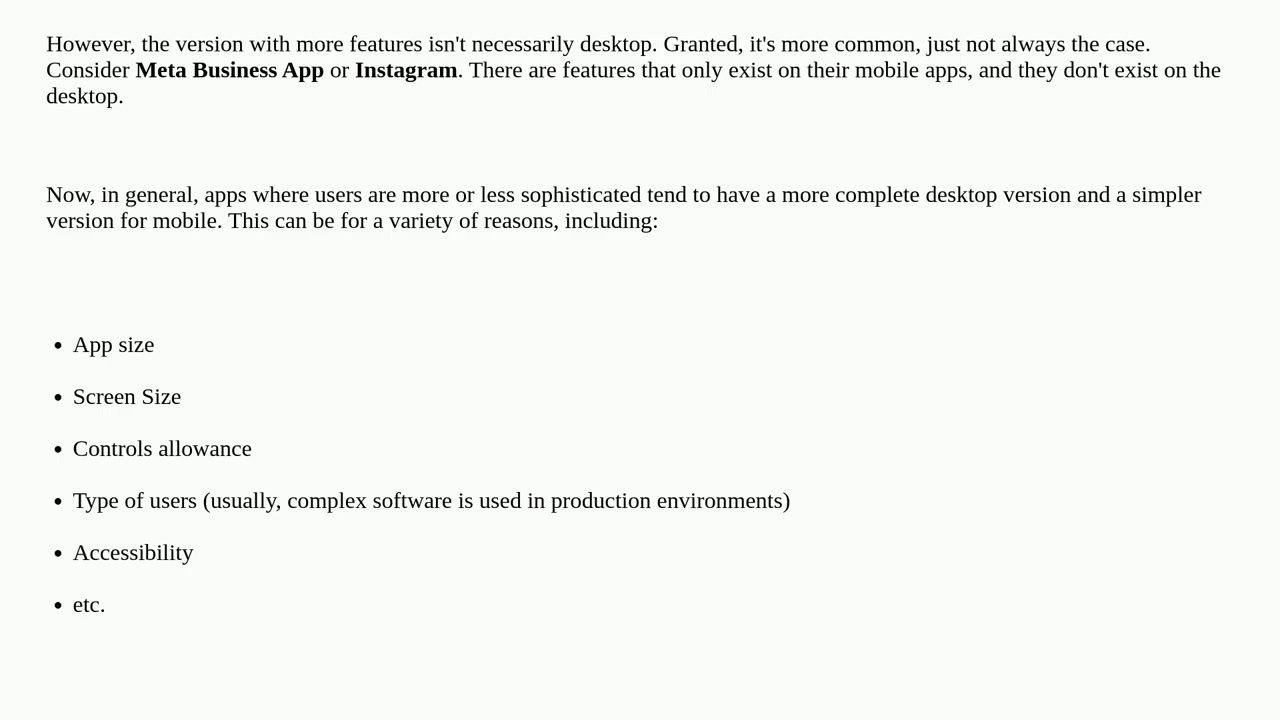 However, the version with more features isn't necessarily desktop. Granted, it's more common, just not always the case.
Consider Meta Business App or Instagram. There are features that only exist on their mobile apps, and they don't exist on the
desktop.
Now, in general, apps where users are more or less sophisticated tend to have a more complete desktop version and a simpler
version for mobile. This can be for a variety of reasons, including:
• App size
• Screen Size
• Controls allowance
• Type of users (usually, complex software is used in production environments)
• Accessibility
• etc.